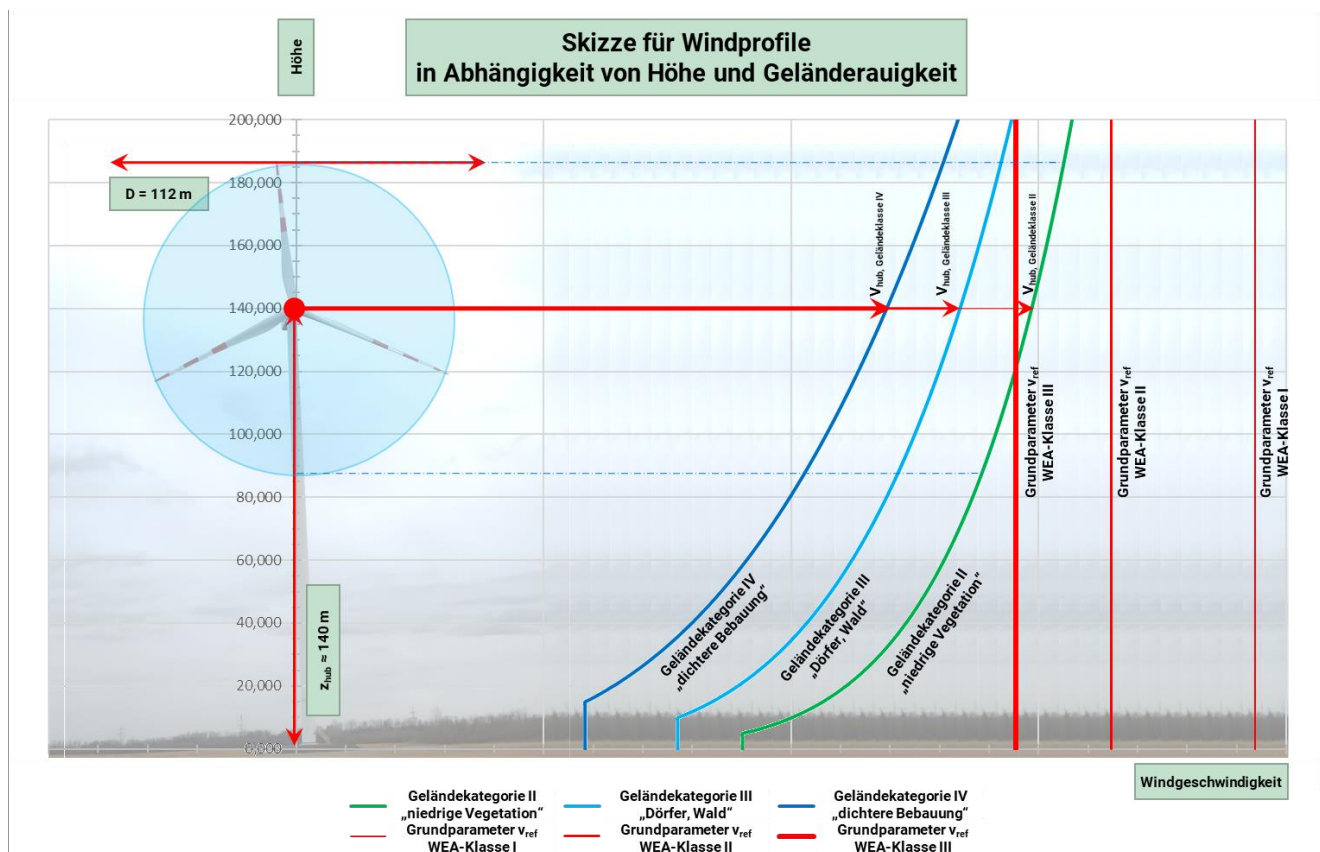 Höhe
Skizze für Windprofile
in Abhängigkeit von Höhe und Geländerauigkeit
200,000
180,000
160,000
140,000
120,000
100,000
80,000
60,000
40,000
20,000
0,000
D = 112 m
zhub ≈ 140 m
Vhub, Geländeklasse IV
Vhub, Geländeklasse III
Vhub, Geländeklasse II
Grundparameter vref
WEA-Klasse III
Grundparameter vref
WEA-Klasse II
Grundparameter vref
WEA-Klasse I
Geländekategorie IV
„dichtere Bebauung“
Geländekategorie III
„Dörfer, Wald“
Geländekategorie II
„niedrige Vegetation“
Windgeschwindigkeit
Geländekategorie II
„niedrige Vegetation“
Geländekategorie III
„Dörfer, Wald“
Geländekategorie IV
„dichtere Bebauung“
Grundparameter vref
WEA-Klasse I
Grundparameter vref
WEA-Klasse II
Grundparameter vref
WEA-Klasse III